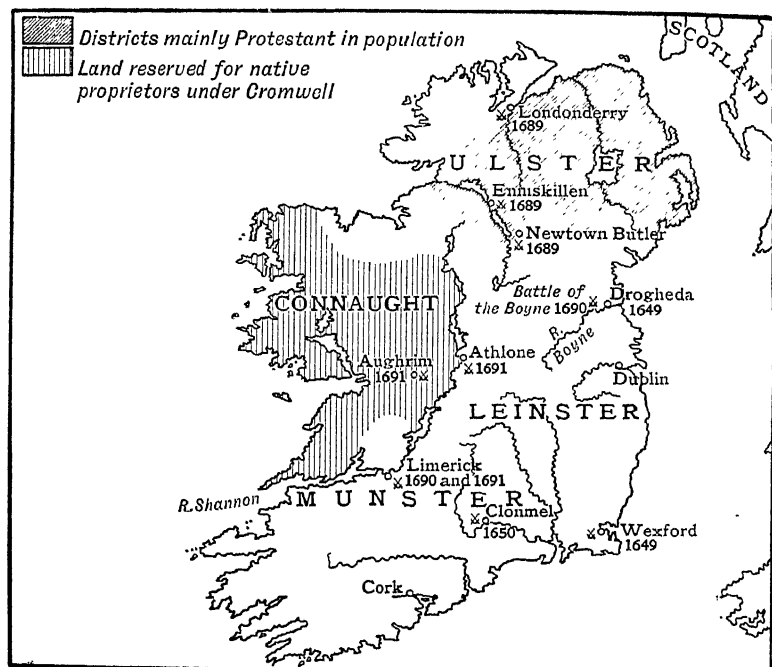 Districts mainly Protestant in population
Land reserved for native
proprietors under Cromwell
SCOTLAND
Londonderry
1689
ULSTER
Enniskillen
1689
Newtown Butler
1689
Battle of
the Boyne 1690
Drogheda
1649
R. Boyne
CONNAUGHT
Aughrim
1691
Athlone
1691
Dublin
LEINSTER
Limerick
1690 and 1691
R. Shannon
MUNSTER
Clonmel
1650
Wexford
1649
Cork